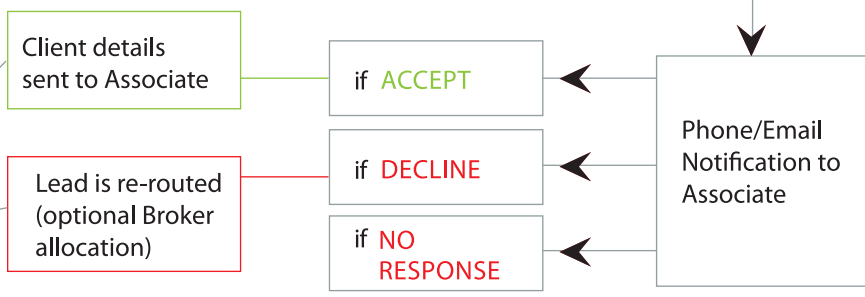 Client details
sent to Associate
if ACCEPT
Phone/Email
Notification to
Associate
if DECLINE
Lead is re-routed
(optional Broker
allocation)
if NO
RESPONSE